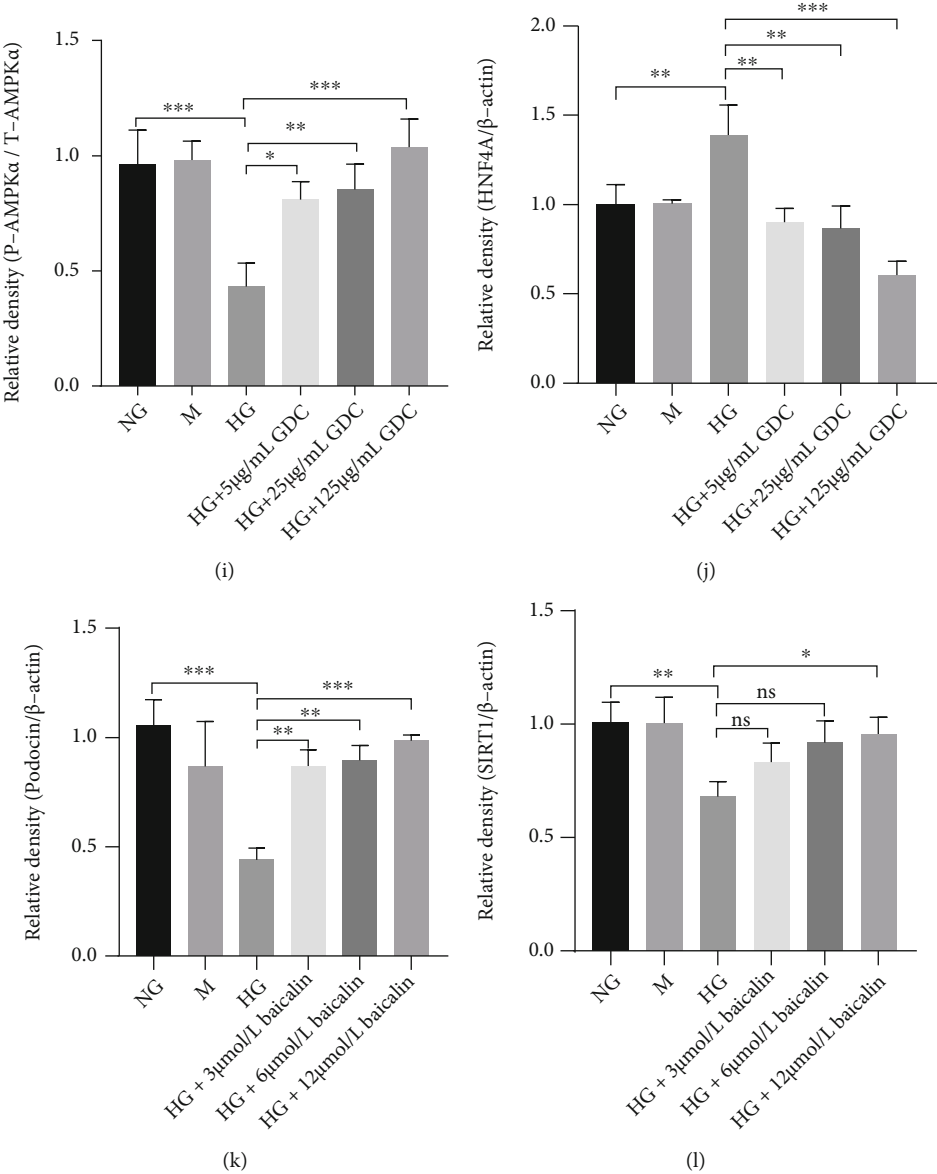 Relative density (P–AMPKα / T–AMPKα)
1.5
1.0
0.5
0.0
***
***
**
*
NG
M
HG
HG+5μg/mL GDC
HG+25μg/mL GDC
HG+125μg/mL GDC
(i)
Relative density (HNF4A/β–actin)
2.0
1.5
1.0
0.5
0.0
***
**
**
**
NG
M
HG
HG+5μg/mL GDC
HG+25μg/mL GDC
HG+125μg/mL GDC
(j)
Relative density (Podocin/β–actin)
1.5
1.0
0.5
0.0
***
***
**
**
NG
M
HG
HG + 3μmol/L baicalin
HG + 6μmol/L baicalin
HG + 12μmol/L baicalin
(k)
Relative density (SIRT1/β–actin)
1.5
1.0
0.5
0.0
*
**
ns
ns
NG
M
HG
HG + 3μmol/L baicalin
HG + 6μmol/L baicalin
HG + 12μmol/L baicalin
(l)